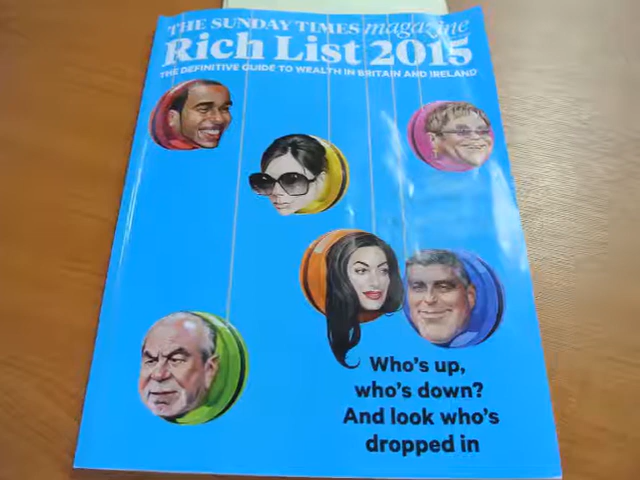 THE SUNDAY TIMES magazine
Rich List 2015
THE DEFINITIVE GUIDE TO WEALTH IN BRITAIN AND IRELAND
Who's up,
who's down?
And look who's
dropped in